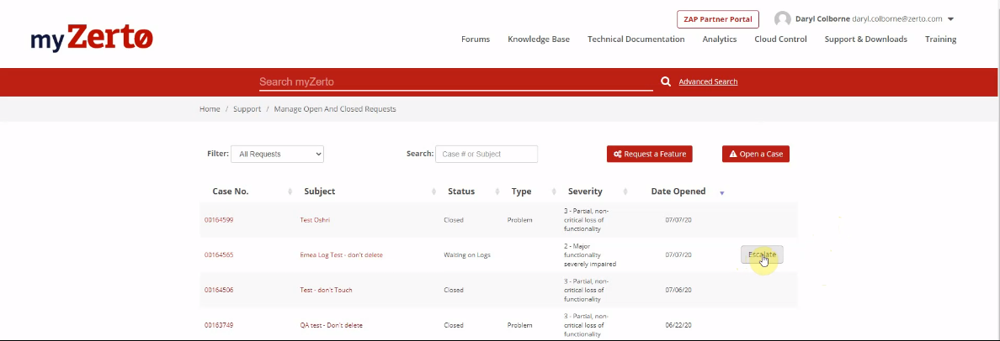 ZAP Partner Portal
Daryl Colborne daryl.colborne@zerto.com
my Zerto
Forums Knowledge Base Technical Documentation Analytics Cloud Control Support & Downloads Training
Search myZerto Advanced Search
Home / Support / Manage Open And Closed Requests
Filter: All Requests Search: Case # or Subject Request a Feature Open a Case
Case No. Subject Status Type Severity Date Opened
3 - Partial, non-
00164599 Test Oshri Closed Problem critical loss of 07/07/20
functionality
2 - Major
00164565 Emea Log Test - don't delete Waiting on Logs functionality 07/07/20 Escalate
severely impaired
3 - Partial, non-
00164506 Test - don't Touch Closed critical loss of 07/06/20
functionality
3 - Partial, non-
00163749 QA test - Don't delete Closed Problem critical loss of 06/22/20
functionality